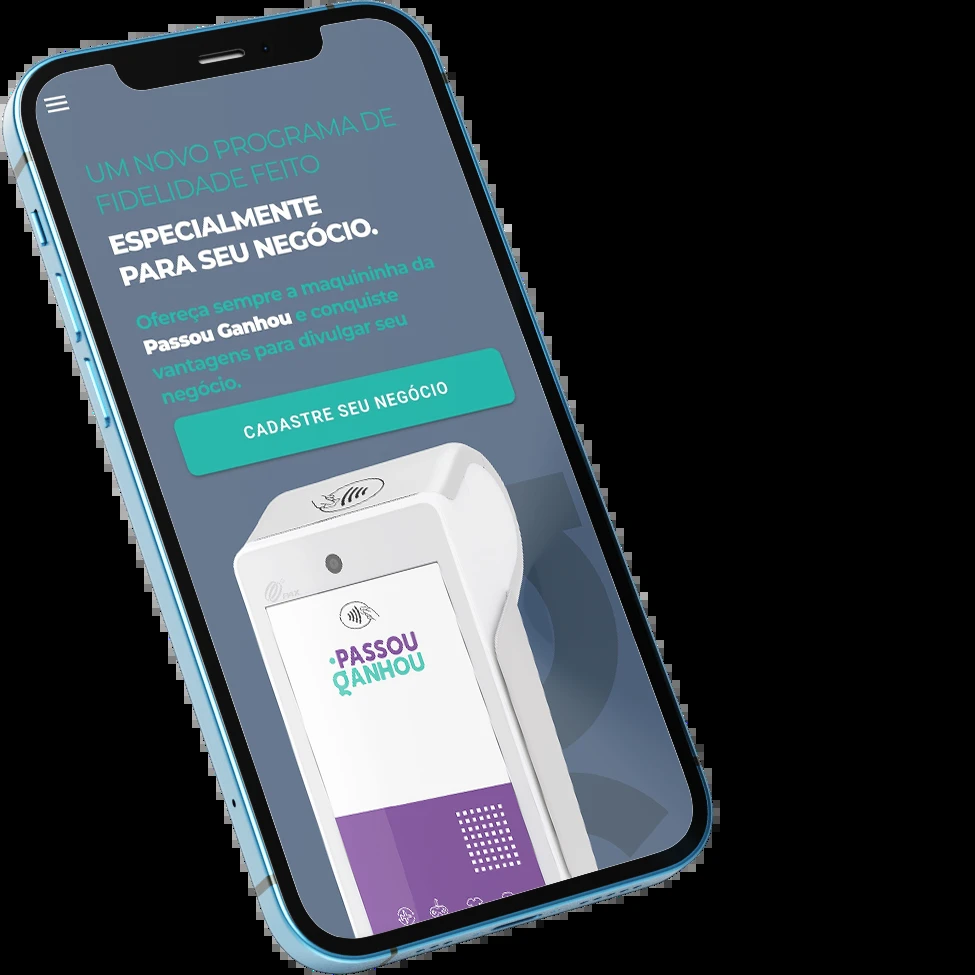 UM NOVO PROGRAMA DE
FIDELIDADE FEITO
ESPECIALMENTE
PARA SEU NEGÓCIO.
Ofereça sempre a maquininha da
Passou Ganhou e conquiste
vantagens para divulgar seu
negócio.
CADASTRE SEU NEGÓCIO
PASSOU
GANHOU